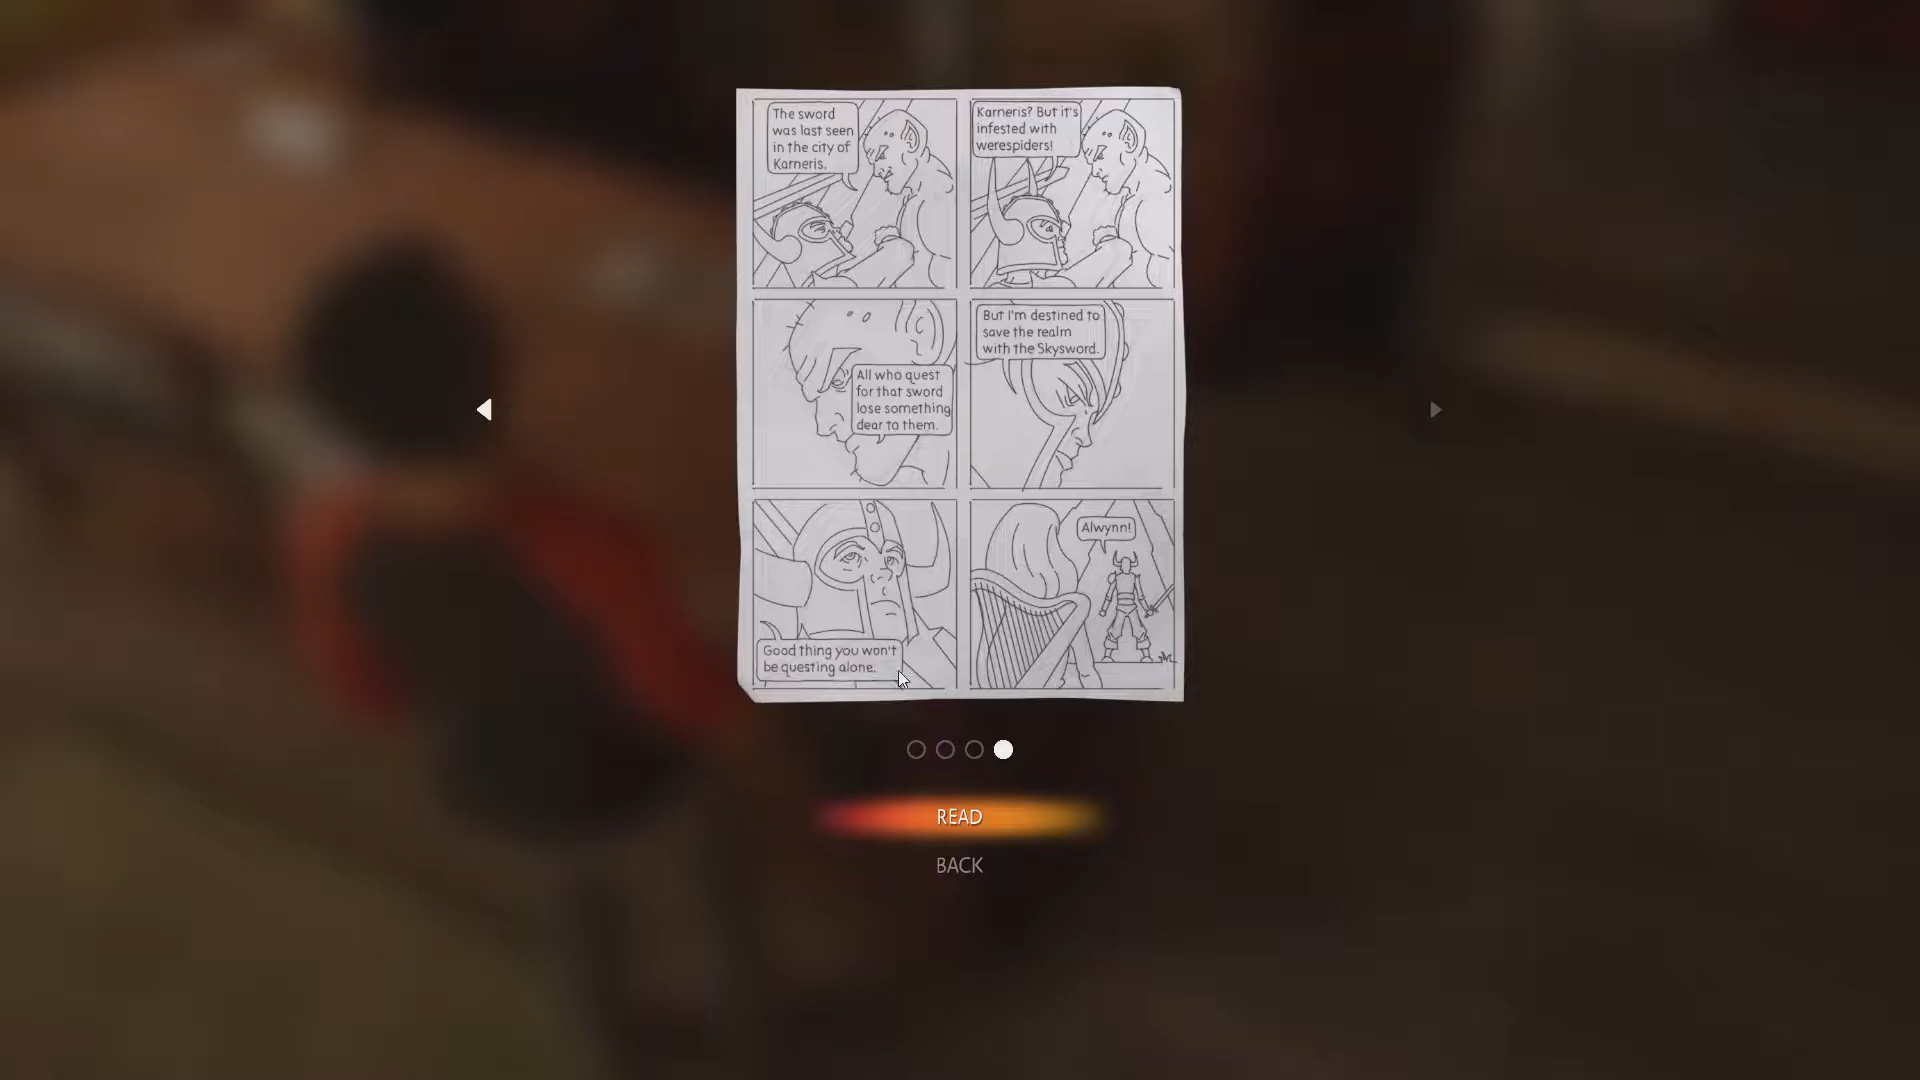 The sword
was last seen
in the city of
Karneris.
Karneris? But it's
infested with
werespiders!
All who quest
for that sword
lose something
dear to them.
But I'm destined to
save the realm
with the Skysword.
Good thing you won't
be questing alone.
Alwynn!
READ
BACK